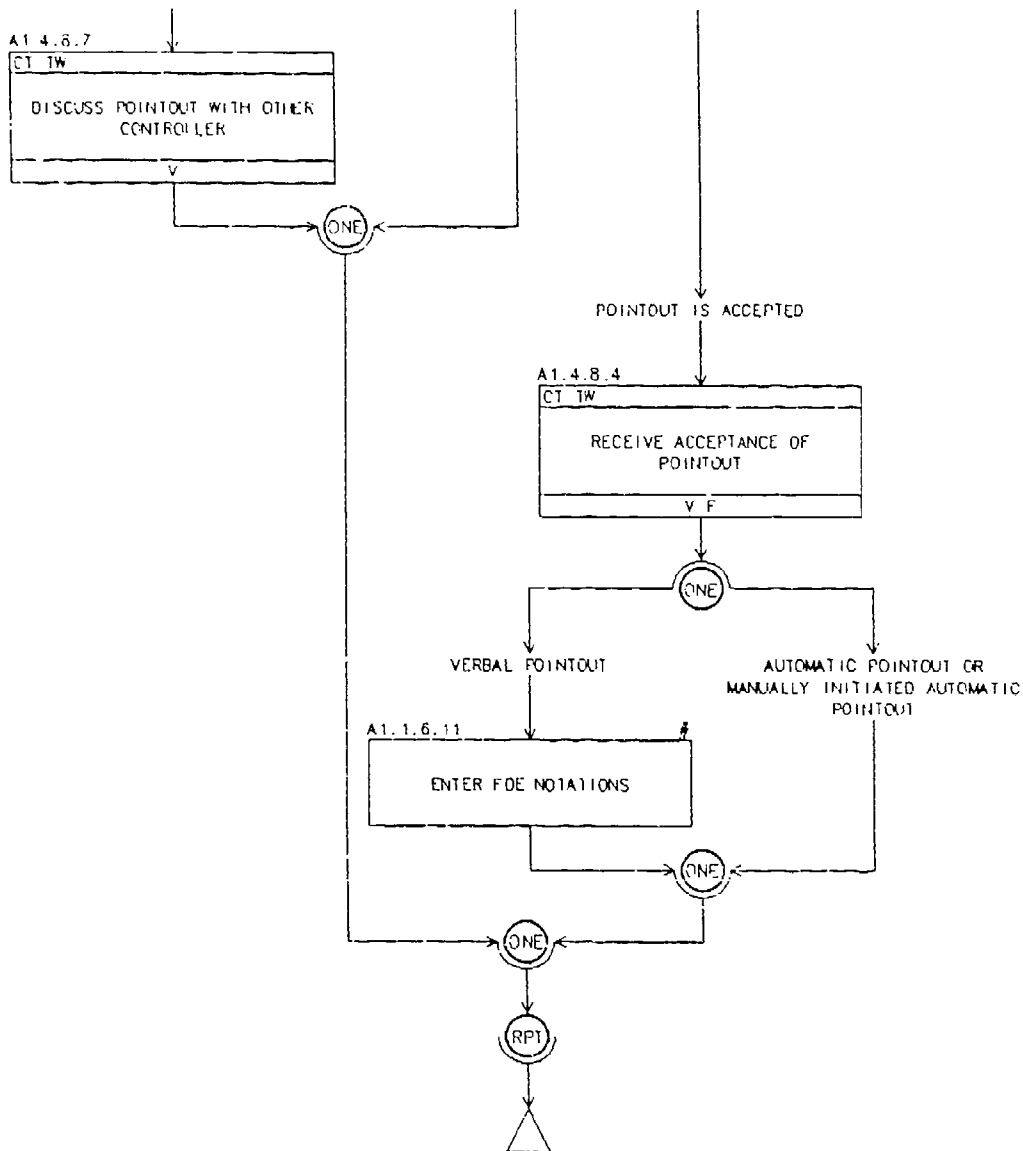 A1.4.8.7
CT TW
DISCUSS POINTOUT WITH OTHER
CONTROLLER
V
ONE
POINTOUT IS ACCEPTED
A1.4.8.4
CT TW
RECEIVE ACCEPTANCE OF
POINTOUT
V F
ONE
VERBAL POINTOUT
AUTOMATIC POINTOUT OR
MANUALLY INITIATED AUTOMATIC
POINTOUT
A1.1.6.11
#
ENTER FDE NOTATIONS
ONE
ONE
RPT